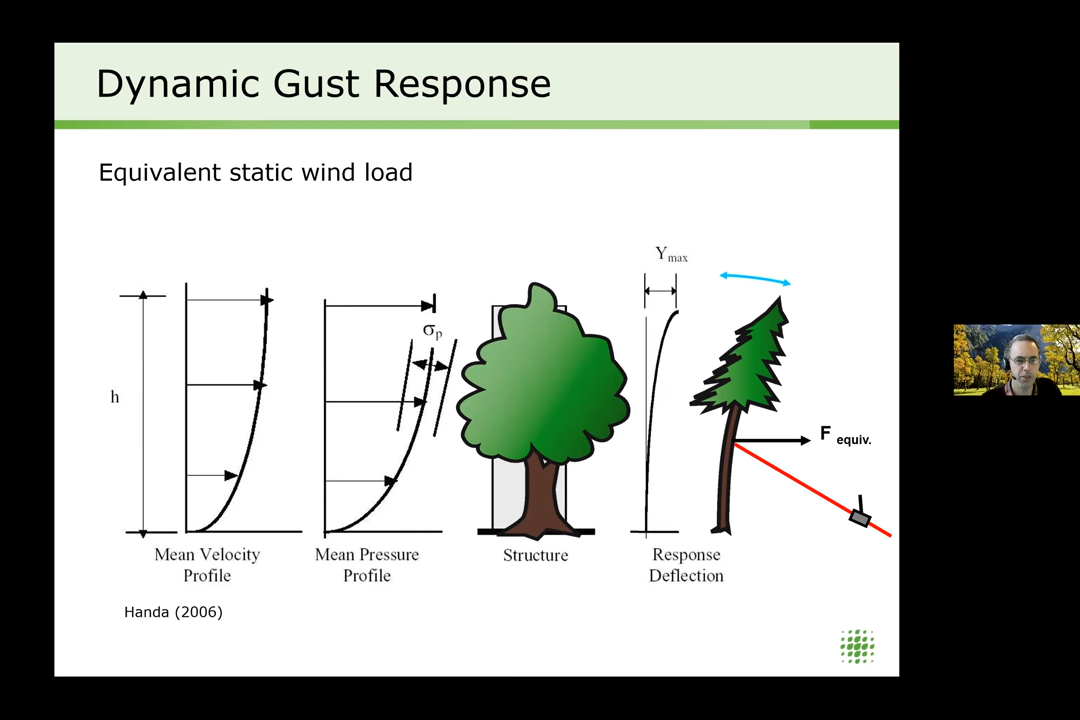 Dynamic Gust Response
Equivalent static wind load
Ymax
σp
h
F equiv.
Mean Velocity
Profile
Mean Pressure
Profile
Structure
Response
Deflection
Handa (2006)